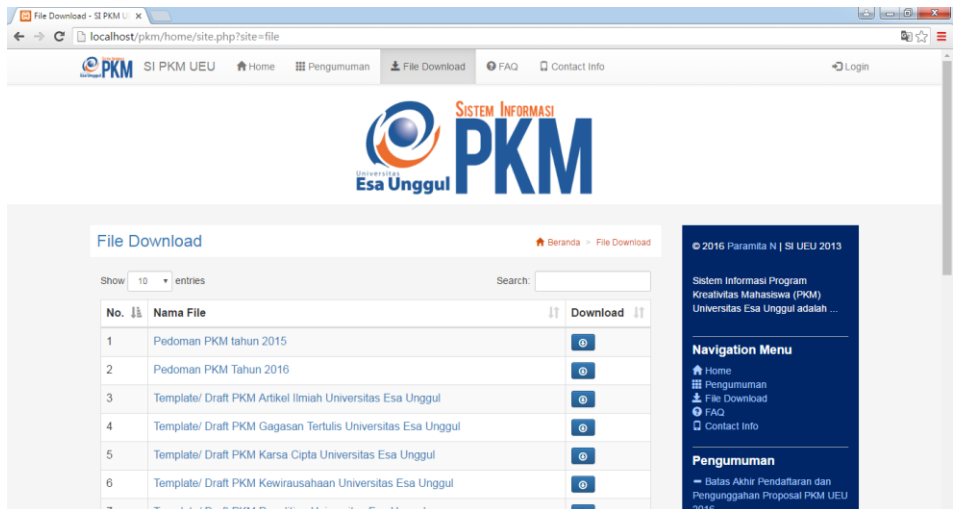 File Download - SI PKM U
localhost/pkm/home/site.php?site=file
PKM SI PKM UEU Home Pengumuman File Download FAQ Contact Info Login
SISTEM INFORMASI
PKM
Universitas
Esa Unggul
File Download
Beranda > File Download
Show 10 entries
Search:
No. Nama File Download
1 Pedoman PKM tahun 2015
2 Pedoman PKM Tahun 2016
3 Template/ Draft PKM Artikel Ilmiah Universitas Esa Unggul
4 Template/ Draft PKM Gagasan Tertulis Universitas Esa Unggul
5 Template/ Draft PKM Karsa Cipta Universitas Esa Unggul
6 Template/ Draft PKM Kewirausahaan Universitas Esa Unggul
© 2016 Paramita N | SI UEU 2013
Sistem Informasi Program
Kreativitas Mahasiswa (PKM)
Universitas Esa Unggul adalah ...
Navigation Menu
Home
Pengumuman
File Download
FAQ
Contact Info
Pengumuman
Batas Akhir Pendaftaran dan
Pengunggahan Proposal PKM UEU
2016